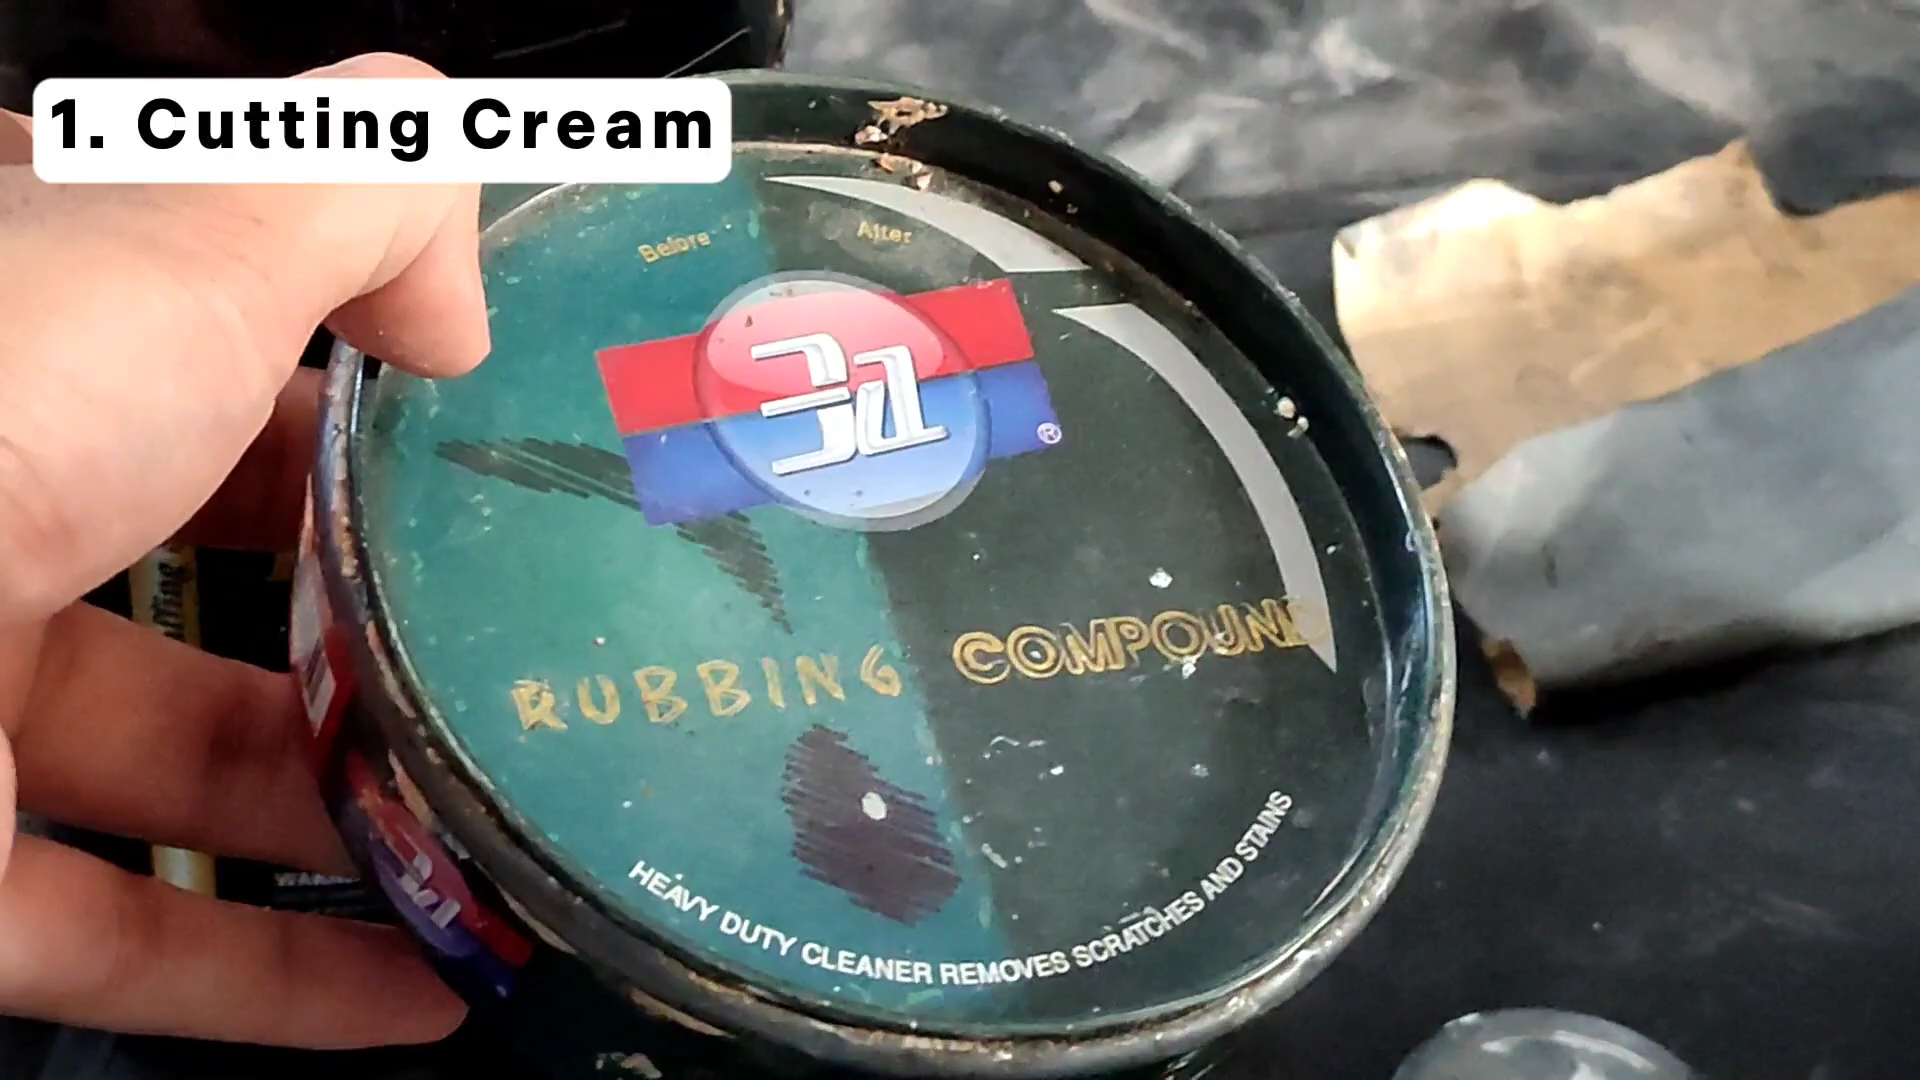 1. Cutting Cream
Before After
®
RUBBING COMPOUND
HEAVY DUTY CLEANER REMOVES SCRATCHES AND STAINS